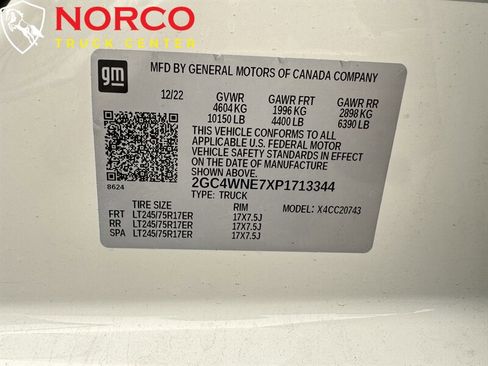 NORCO
TRUCK CENTER
gm
MFD BY GENERAL MOTORS OF CANADA COMPANY
12/22 GVWR GAWR FRT GAWR RR
4604 KG 1996 KG 2898 KG
10150 LB 4400 LB 6390 LB
THIS VEHICLE CONFORMS TO ALL
APPLICABLE U.S. FEDERAL MOTOR
VEHICLE SAFETY STANDARDS IN EFFECT
ON THE DATE OF MANUFACTURE SHOWN ABOVE.
8624 2GC4WNE7XP1713344
TYPE: TRUCK
TIRE SIZE RIM MODEL: X4CC20743
FRT LT245/75R17ER 17X7.5J
RR LT245/75R17ER 17X7.5J
SPA LT245/75R17ER 17X7.5J